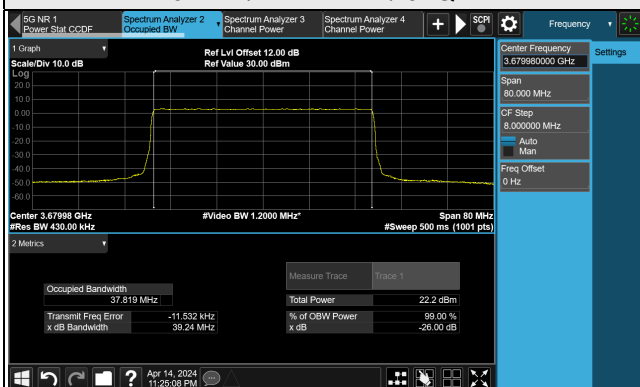 5G NR 1
Power Stat CCDF
Spectrum Analyzer 2
Occupied BW
Spectrum Analyzer 3
Channel Power
Spectrum Analyzer 4
Channel Power
SCPI
Frequency
1 Graph
Ref Lvl Offset 12.00 dB
Scale/Div 10.0 dB
Ref Value 30.00 dBm
Log
20.0
10.0
0.00
-10.0
-20.0
-30.0
-40.0
-50.0
-60.0
Center 3.67998 GHz
#Video BW 1.2000 MHz*
Span 80 MHz
#Res BW 430.00 kHz
#Sweep 500 ms (1001 pts)
Center Frequency
3.679980000 GHz
Settings
Span
80.000 MHz
CF Step
8.000000 MHz
Auto
Man
Freq Offset
0 Hz
2 Metrics
Measure Trace
Trace 1
Occupied Bandwidth
37.819 MHz
Total Power
22.2 dBm
Transmit Freq Error
-11.532 kHz
% of OBW Power
99.00 %
x dB Bandwidth
39.24 MHz
x dB
-26.00 dB
?
Apr 14, 2024
11:25:08 PM